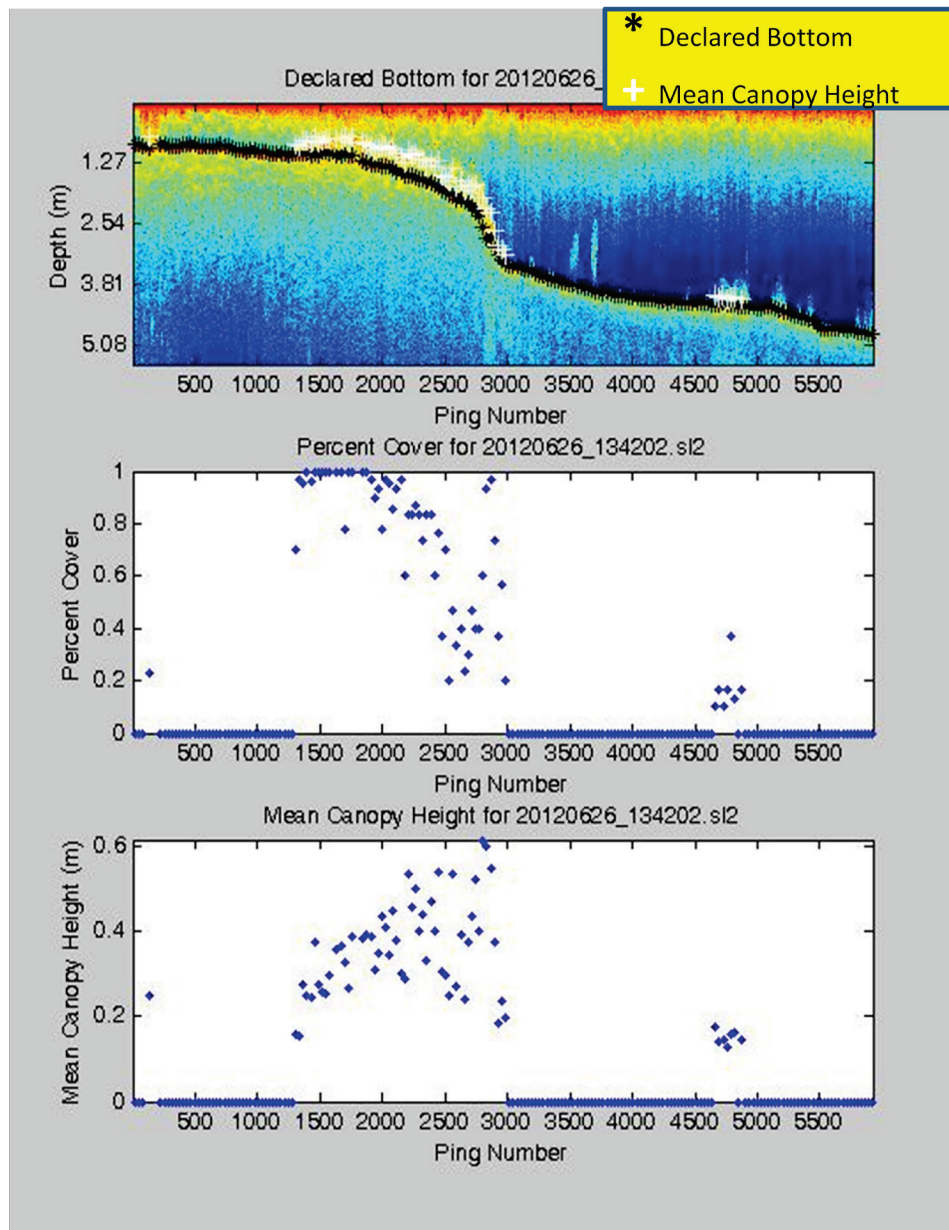 * Declared Bottom
+ Mean Canopy Height
Declared Bottom for 20120626_
Depth (m)
1.27
2.54
3.81
5.08
500 1000 1500 2000 2500 3000 3500 4000 4500 5000 5500
Ping Number
Percent Cover for 20120626_134202.sl2
Percent Cover
1
0.8
0.6
0.4
0.2
0
500 1000 1500 2000 2500 3000 3500 4000 4500 5000 5500
Ping Number
Mean Canopy Height for 20120626_134202.sl2
Mean Canopy Height (m)
0.6
0.4
0.2
0
500 1000 1500 2000 2500 3000 3500 4000 4500 5000 5500
Ping Number